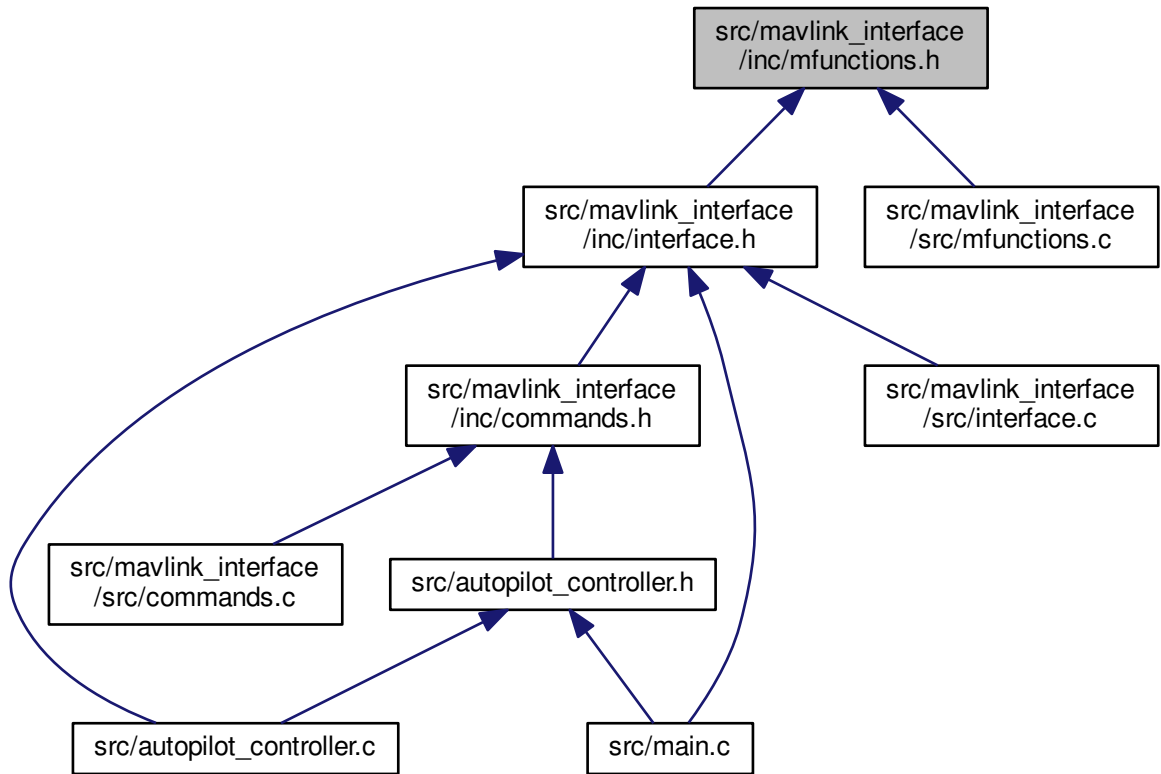 src/mavlink_interface
/inc/mfunctions.h
src/mavlink_interface
/inc/interface.h
src/mavlink_interface
/src/mfunctions.c
src/mavlink_interface
/inc/commands.h
src/mavlink_interface
/src/interface.c
src/mavlink_interface
/src/commands.c
src/autopilot_controller.h
src/autopilot_controller.c
src/main.c